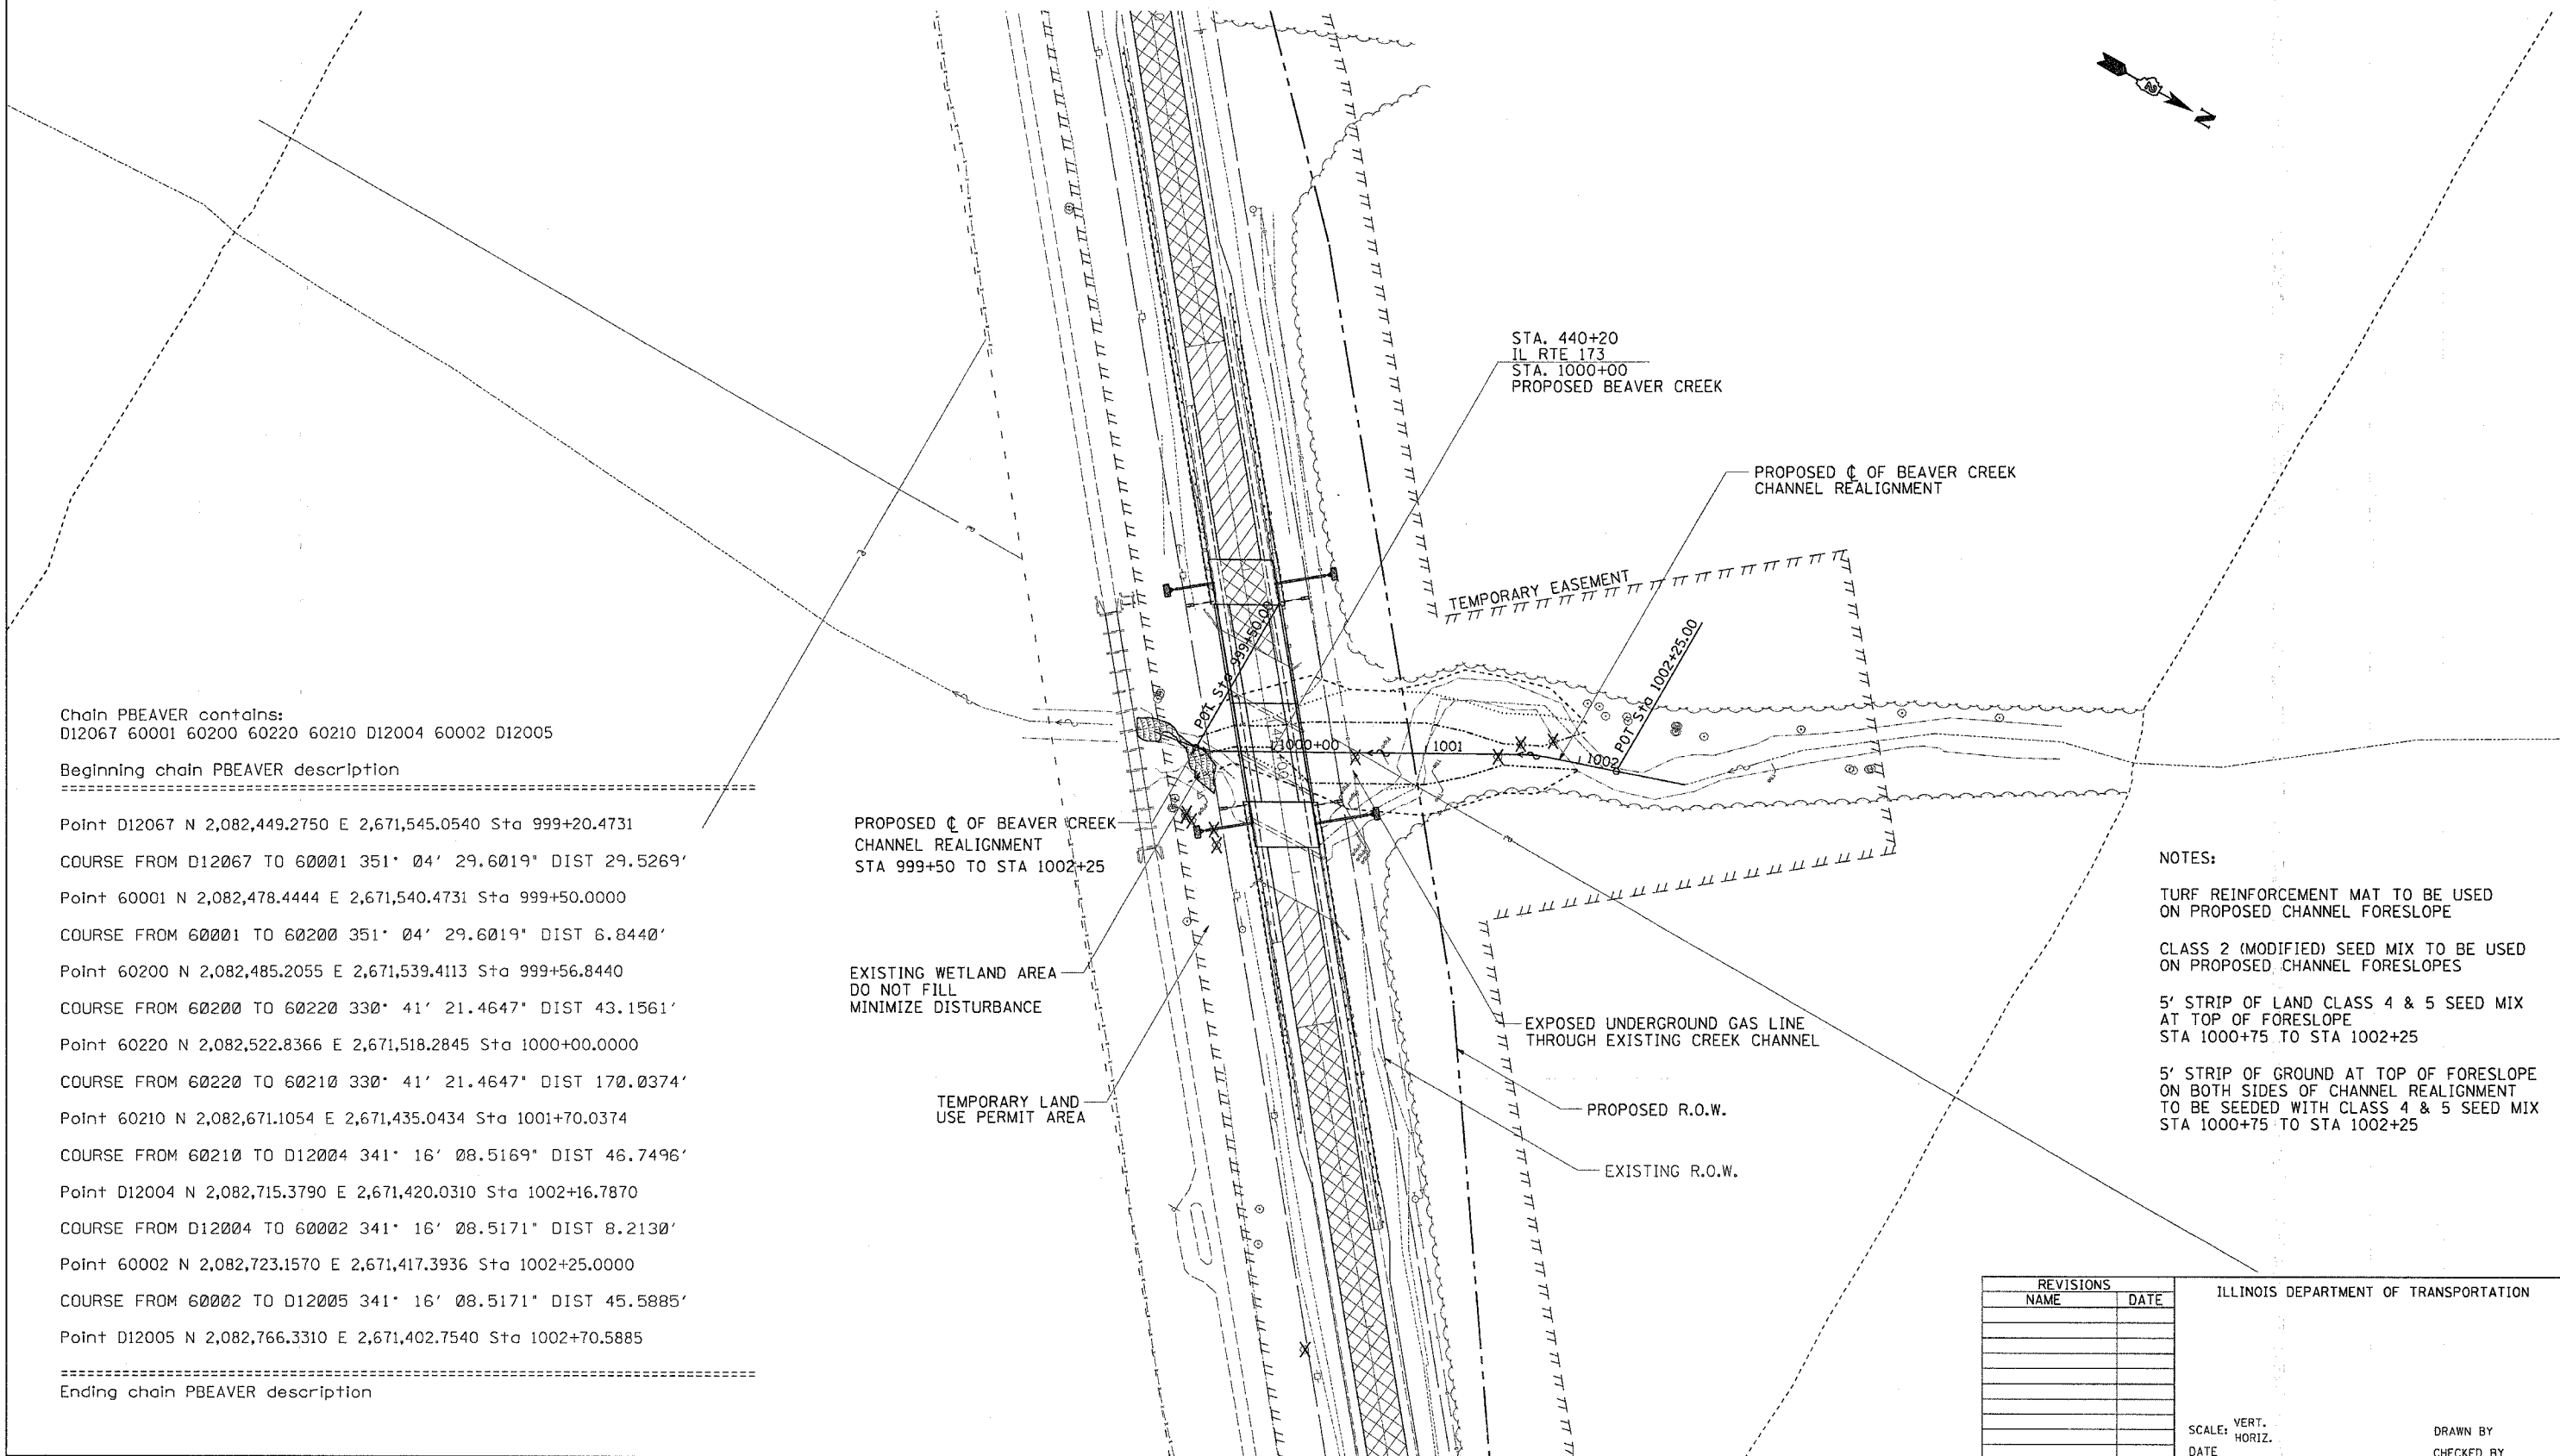 N
STA. 440+20
IL RTE 173
STA. 1000+00
PROPOSED BEAVER CREEK
PROPOSED ℄ OF BEAVER CREEK
CHANNEL REALIGNMENT
TEMPORARY EASEMENT
POT Sta 999+50.00
POT Sta 1002+25.00
1000+00
1001
1002
Chain PBEAVER contains:
D12067 60001 60200 60220 60210 D12004 60002 D12005
Beginning chain PBEAVER description
Point D12067 N 2,082,449.2750 E 2,671,545.0540 Sta 999+20.4731
COURSE FROM D12067 TO 60001 351° 04' 29.6019" DIST 29.5269'
Point 60001 N 2,082,478.4444 E 2,671,540.4731 Sta 999+50.0000
COURSE FROM 60001 TO 60200 351° 04' 29.6019" DIST 6.8440'
Point 60200 N 2,082,485.2055 E 2,671,539.4113 Sta 999+56.8440
COURSE FROM 60200 TO 60220 330° 41' 21.4647" DIST 43.1561'
Point 60220 N 2,082,522.8366 E 2,671,518.2845 Sta 1000+00.0000
COURSE FROM 60220 TO 60210 330° 41' 21.4647" DIST 170.0374'
Point 60210 N 2,082,671.1054 E 2,671,435.0434 Sta 1001+70.0374
COURSE FROM 60210 TO D12004 341° 16' 08.5169" DIST 46.7496'
Point D12004 N 2,082,715.3790 E 2,671,420.0310 Sta 1002+16.7870
COURSE FROM D12004 TO 60002 341° 16' 08.5171" DIST 8.2130'
Point 60002 N 2,082,723.1570 E 2,671,417.3936 Sta 1002+25.0000
COURSE FROM 60002 TO D12005 341° 16' 08.5171" DIST 45.5885'
Point D12005 N 2,082,766.3310 E 2,671,402.7540 Sta 1002+70.5885
Ending chain PBEAVER description
PROPOSED ℄ OF BEAVER CREEK
CHANNEL REALIGNMENT
STA 999+50 TO STA 1002+25
EXISTING WETLAND AREA
DO NOT FILL
MINIMIZE DISTURBANCE
TEMPORARY LAND
USE PERMIT AREA
EXPOSED UNDERGROUND GAS LINE
THROUGH EXISTING CREEK CHANNEL
PROPOSED R.O.W.
EXISTING R.O.W.
NOTES:
TURF REINFORCEMENT MAT TO BE USED
ON PROPOSED CHANNEL FORESLOPE
CLASS 2 (MODIFIED) SEED MIX TO BE USED
ON PROPOSED CHANNEL FORESLOPES
5' STRIP OF LAND CLASS 4 & 5 SEED MIX
AT TOP OF FORESLOPE
STA 1000+75 TO STA 1002+25
5' STRIP OF GROUND AT TOP OF FORESLOPE
ON BOTH SIDES OF CHANNEL REALIGNMENT
TO BE SEEDED WITH CLASS 4 & 5 SEED MIX
STA 1000+75 TO STA 1002+25
REVISIONS
NAME DATE
ILLINOIS DEPARTMENT OF TRANSPORTATION
SCALE: VERT.
HORIZ.
DATE
DRAWN BY
CHECKED BY